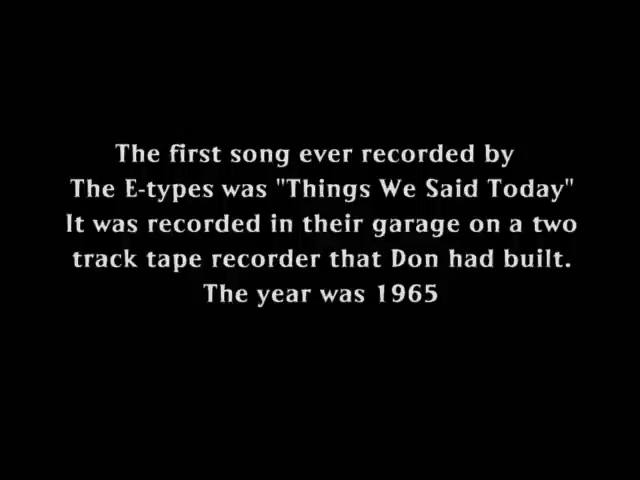 The first song ever recorded by
The E-types was "Things We Said Today"
It was recorded in their garage on a two
track tape recorder that Don had built.
The year was 1965